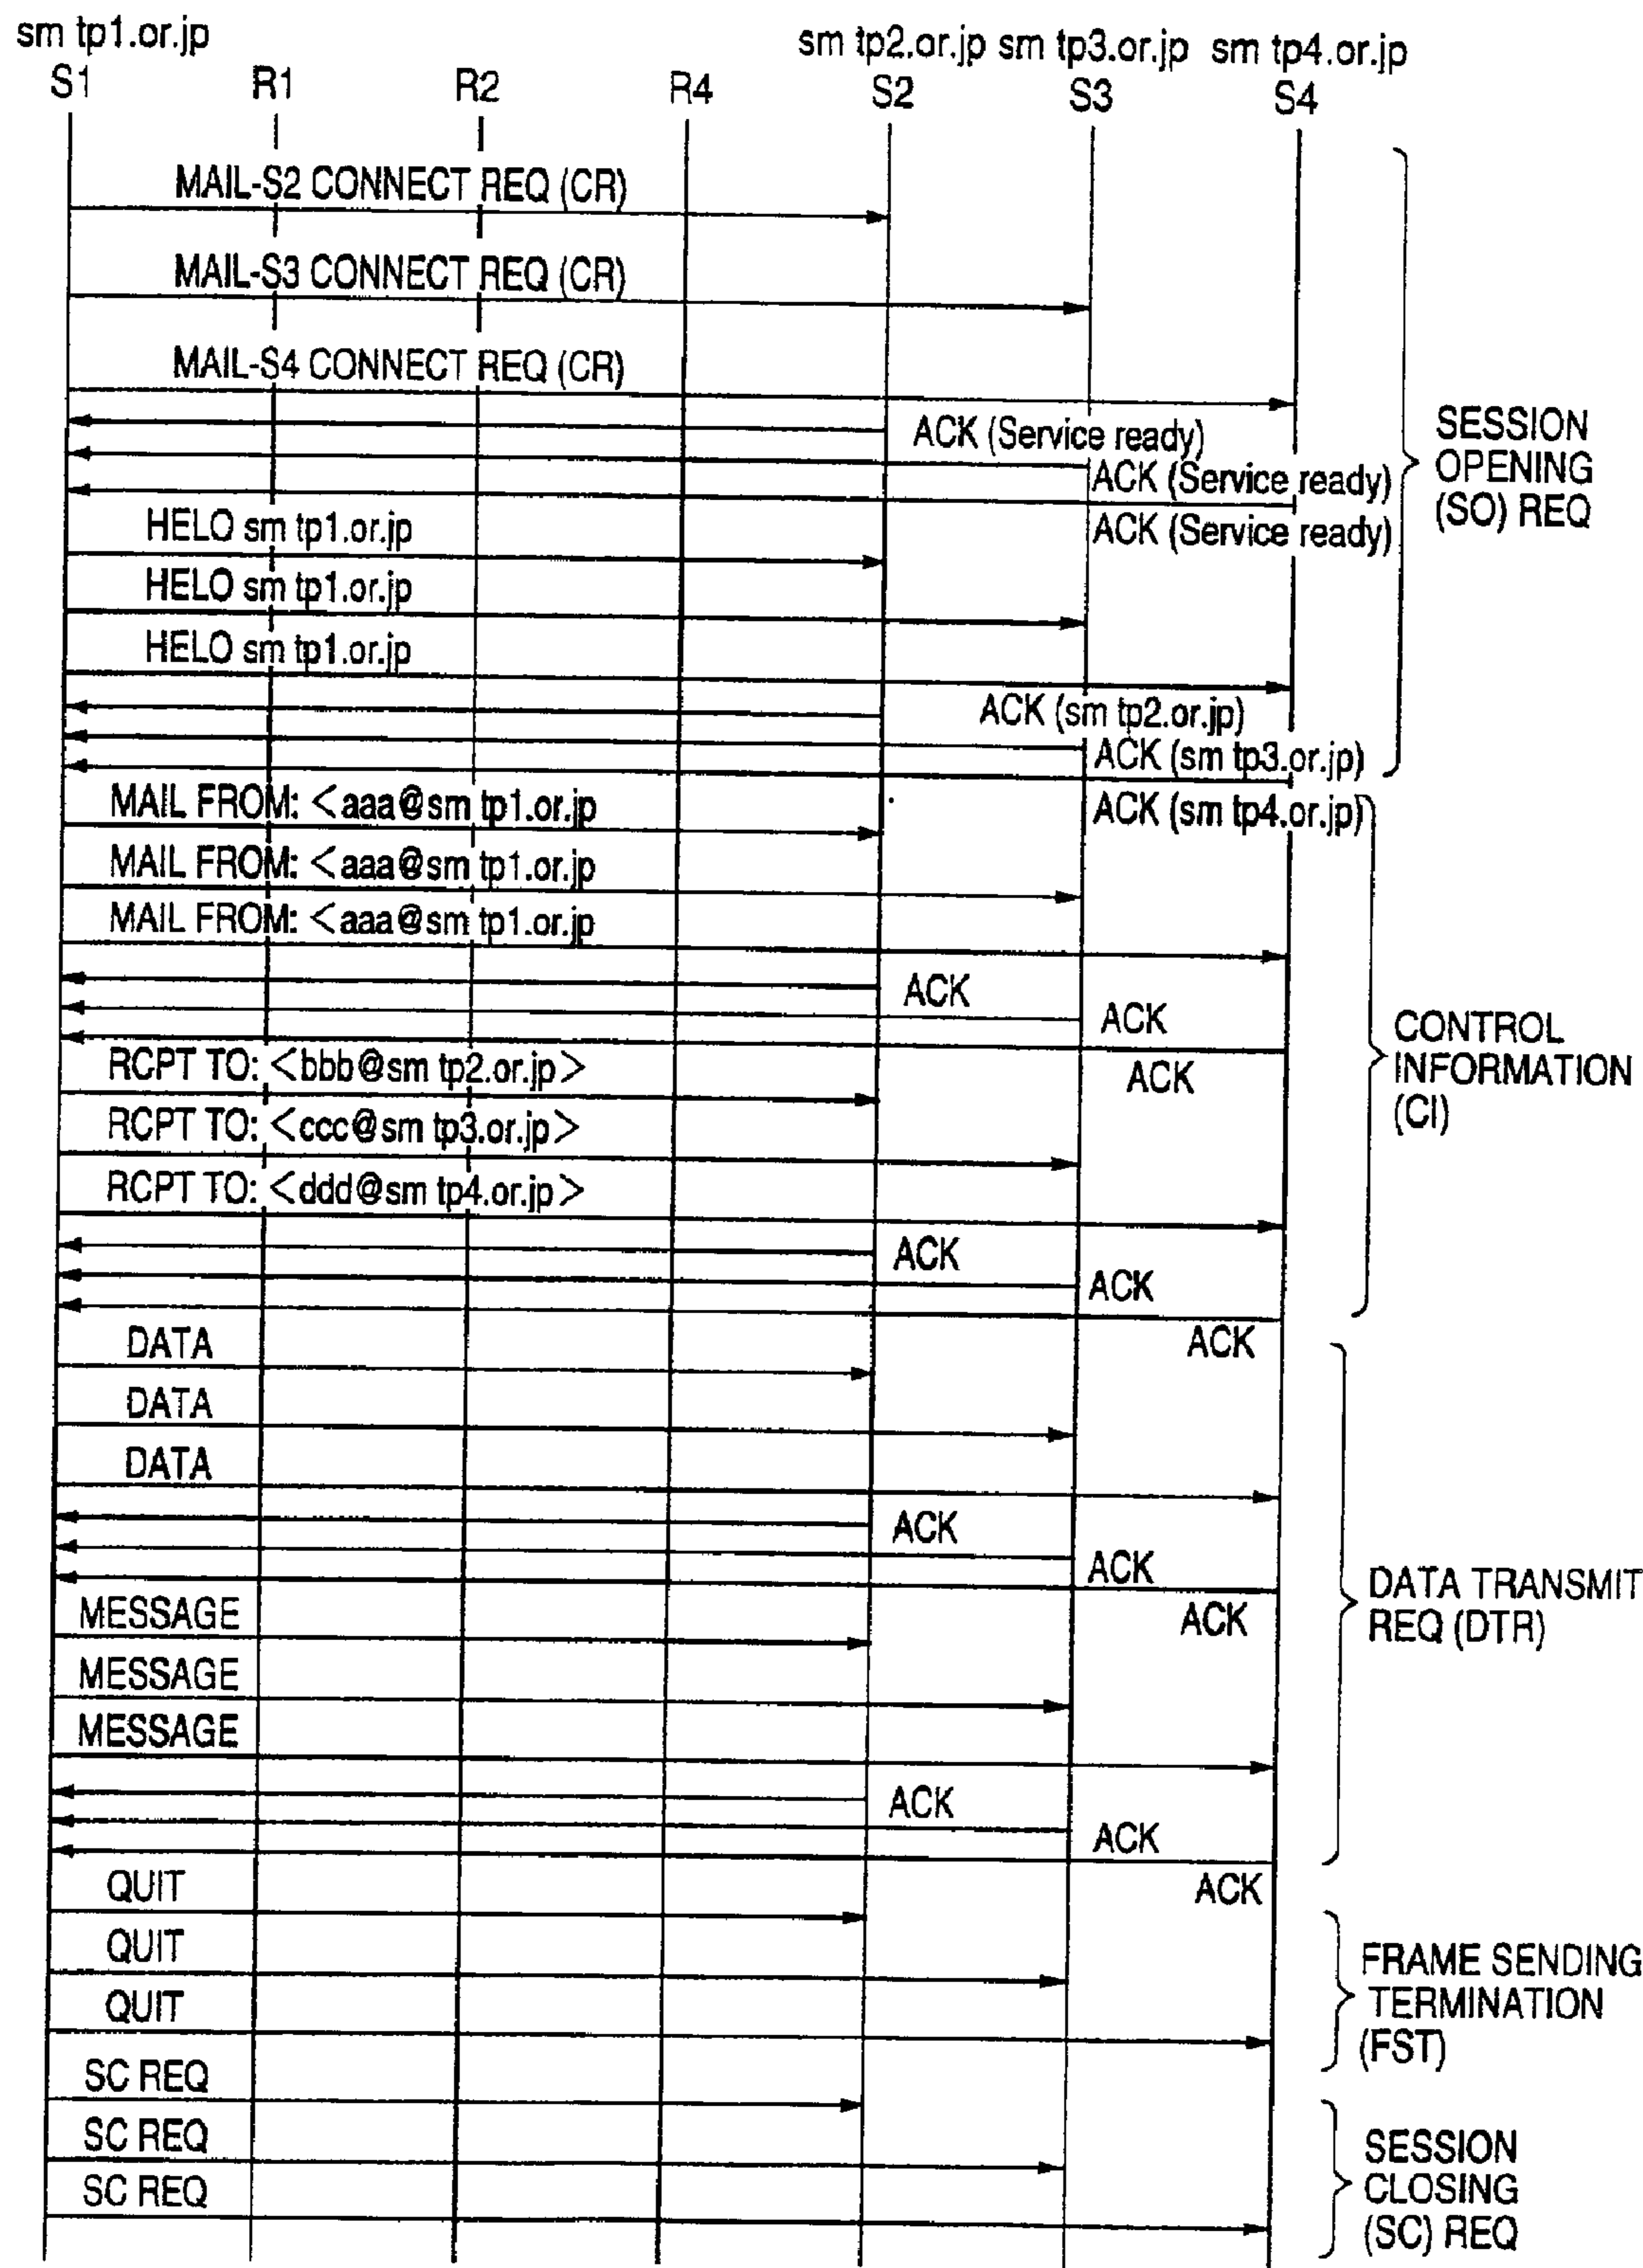 sm tp1.or.jp
sm tp2.or.jp sm tp3.or.jp sm tp4.or.jp
S1 R1 R2 R4 S2 S3 S4
MAIL-S2 CONNECT REQ (CR)
MAIL-S3 CONNECT REQ (CR)
MAIL-S4 CONNECT REQ (CR)
ACK (Service ready)
ACK (Service ready)
ACK (Service ready)
SESSION
OPENING
(SO) REQ
HELO sm tp1.or.jp
HELO sm tp1.or.jp
HELO sm tp1.or.jp
ACK (sm tp2.or.jp)
ACK (sm tp3.or.jp)
ACK (sm tp4.or.jp)
MAIL FROM: <aaa@sm tp1.or.jp
MAIL FROM: <aaa@sm tp1.or.jp
MAIL FROM: <aaa@sm tp1.or.jp
ACK
ACK
ACK
CONTROL
INFORMATION
(CI)
RCPT TO: <bbb@sm tp2.or.jp>
RCPT TO: <ccc@sm tp3.or.jp>
RCPT TO: <ddd@sm tp4.or.jp>
ACK
ACK
ACK
DATA
DATA
DATA
ACK
ACK
ACK
DATA TRANSMIT
REQ (DTR)
MESSAGE
MESSAGE
MESSAGE
ACK
ACK
ACK
QUIT
QUIT
QUIT
FRAME SENDING
TERMINATION
(FST)
SC REQ
SC REQ
SC REQ
SESSION
CLOSING
(SC) REQ